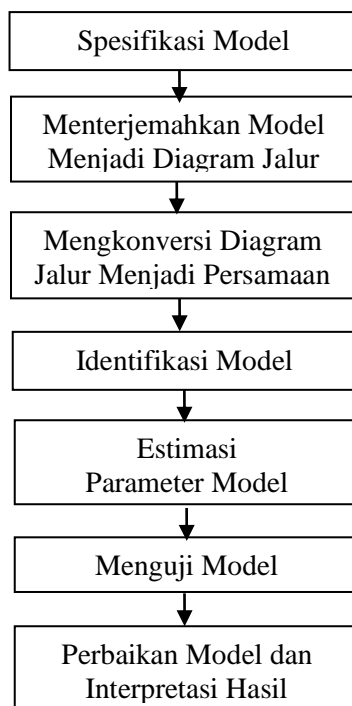 Spesifikasi Model
Menterjemahkan Model
Menjadi Diagram Jalur
Mengkonversi Diagram
Jalur Menjadi Persamaan
Identifikasi Model
Estimasi
Parameter Model
Menguji Model
Perbaikan Model dan
Interpretasi Hasil